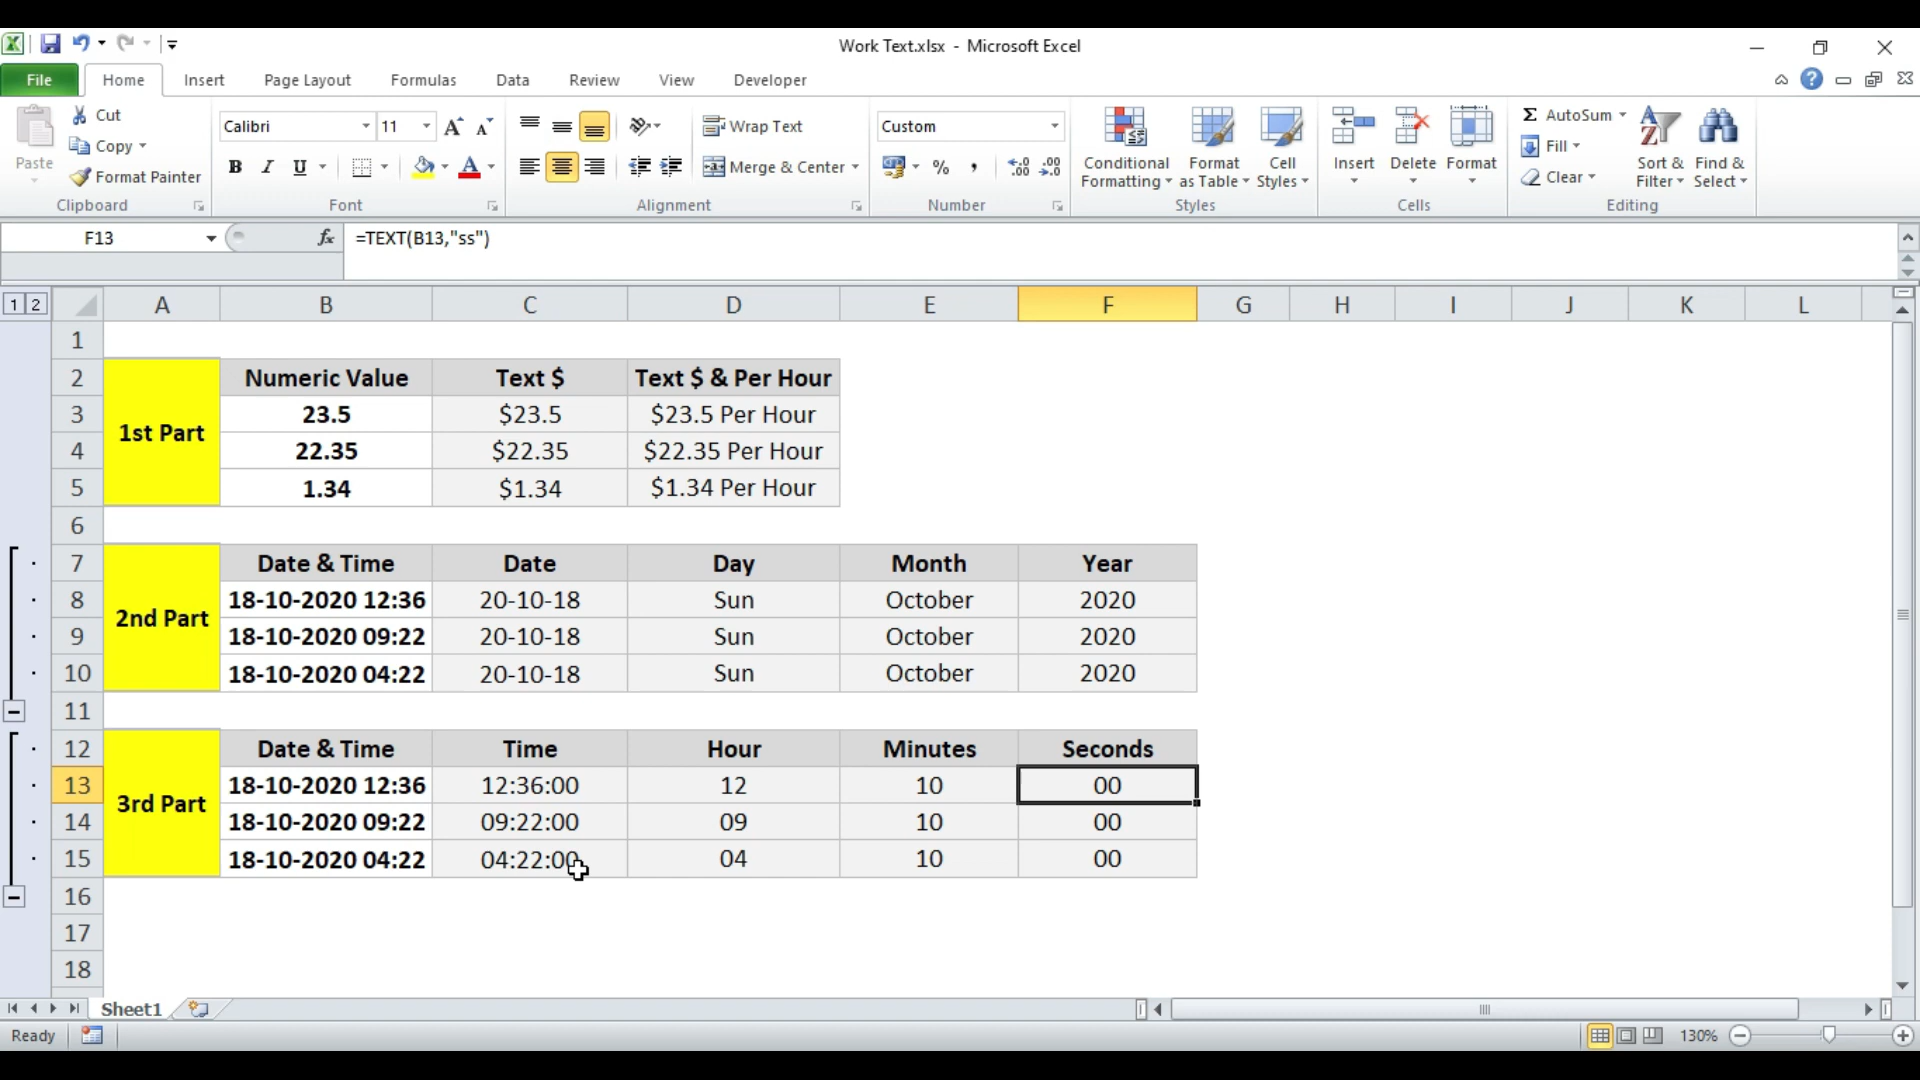 Work Text.xlsx - Microsoft Excel
File Home Insert Page Layout Formulas Data Review View Developer
Paste
Cut
Copy
Format Painter
Clipboard
Calibri 11
B I U
Font
Wrap Text
Merge & Center
Alignment
Custom
%
Number
Conditional Formatting
Format as Table
Cell Styles
Styles
Insert Delete Format
Cells
AutoSum
Fill
Clear
Sort & Filter
Find & Select
Editing
F13 fx =TEXT(B13,"ss")
1 2 A B C D E F G H I J K L
1
2 1st Part Numeric Value Text $ Text $ & Per Hour
3 23.5 $23.5 $23.5 Per Hour
4 22.35 $22.35 $22.35 Per Hour
5 1.34 $1.34 $1.34 Per Hour
6
7 2nd Part Date & Time Date Day Month Year
8 18-10-2020 12:36 20-10-18 Sun October 2020
9 18-10-2020 09:22 20-10-18 Sun October 2020
10 18-10-2020 04:22 20-10-18 Sun October 2020
11
12 3rd Part Date & Time Time Hour Minutes Seconds
13 18-10-2020 12:36 12:36:00 12 10 00
14 18-10-2020 09:22 09:22:00 09 10 00
15 18-10-2020 04:22 04:22:00 04 10 00
16
17
18
Sheet1
Ready 130%